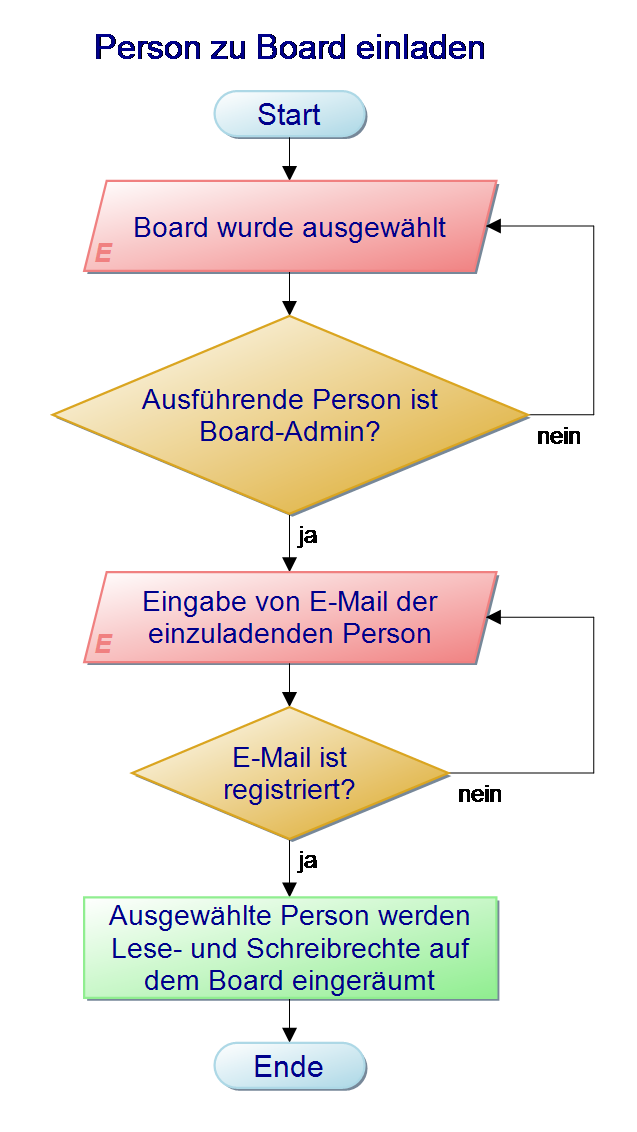 Person zu Board einladen
Start
Board wurde ausgewählt
E
Ausführende Person ist
Board-Admin?
nein
ja
Eingabe von E-Mail der
einzuladenden Person
E
E-Mail ist
registriert?
nein
ja
Ausgewählte Person werden
Lese- und Schreibrechte auf
dem Board eingeräumt
Ende